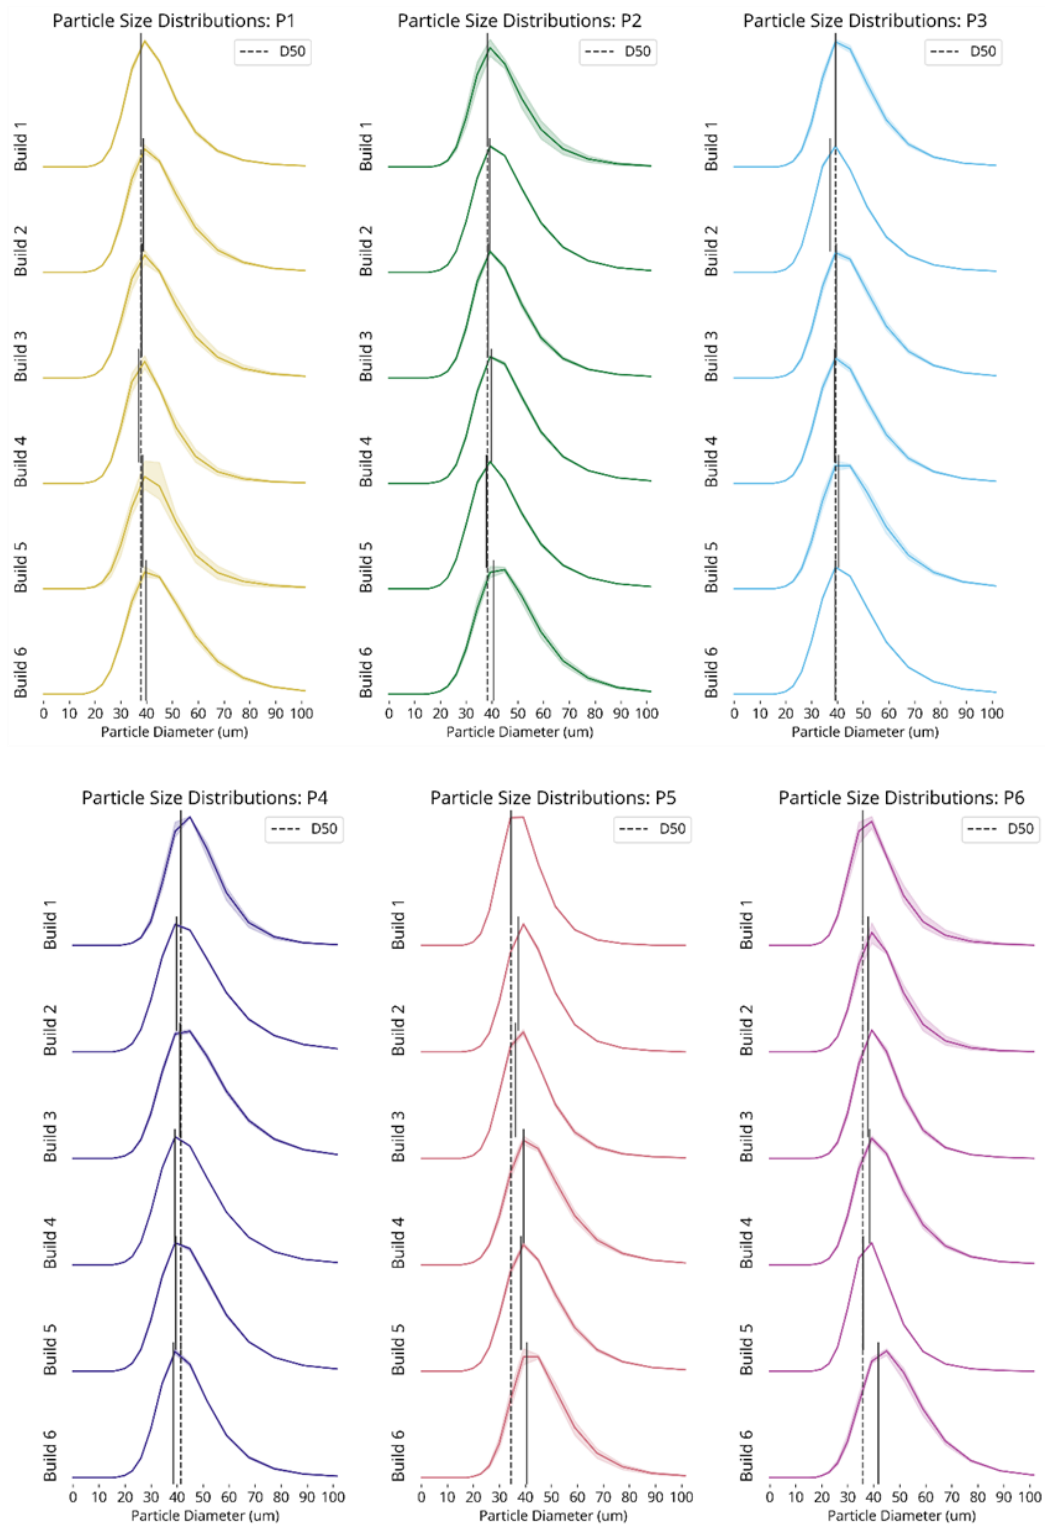 Particle Size Distributions: P1
D50
Build 1
Build 2
Build 3
Build 4
Build 5
Build 6
0 10 20 30 40 50 60 70 80 90 100
Particle Diameter (um)
Particle Size Distributions: P2
D50
Build 1
Build 2
Build 3
Build 4
Build 5
Build 6
0 10 20 30 40 50 60 70 80 90 100
Particle Diameter (um)
Particle Size Distributions: P3
D50
Build 1
Build 2
Build 3
Build 4
Build 5
Build 6
0 10 20 30 40 50 60 70 80 90 100
Particle Diameter (um)
Particle Size Distributions: P4
D50
Build 1
Build 2
Build 3
Build 4
Build 5
Build 6
0 10 20 30 40 50 60 70 80 90 100
Particle Diameter (um)
Particle Size Distributions: P5
D50
Build 1
Build 2
Build 3
Build 4
Build 5
Build 6
0 10 20 30 40 50 60 70 80 90 100
Particle Diameter (um)
Particle Size Distributions: P6
D50
Build 1
Build 2
Build 3
Build 4
Build 5
Build 6
0 10 20 30 40 50 60 70 80 90 100
Particle Diameter (um)